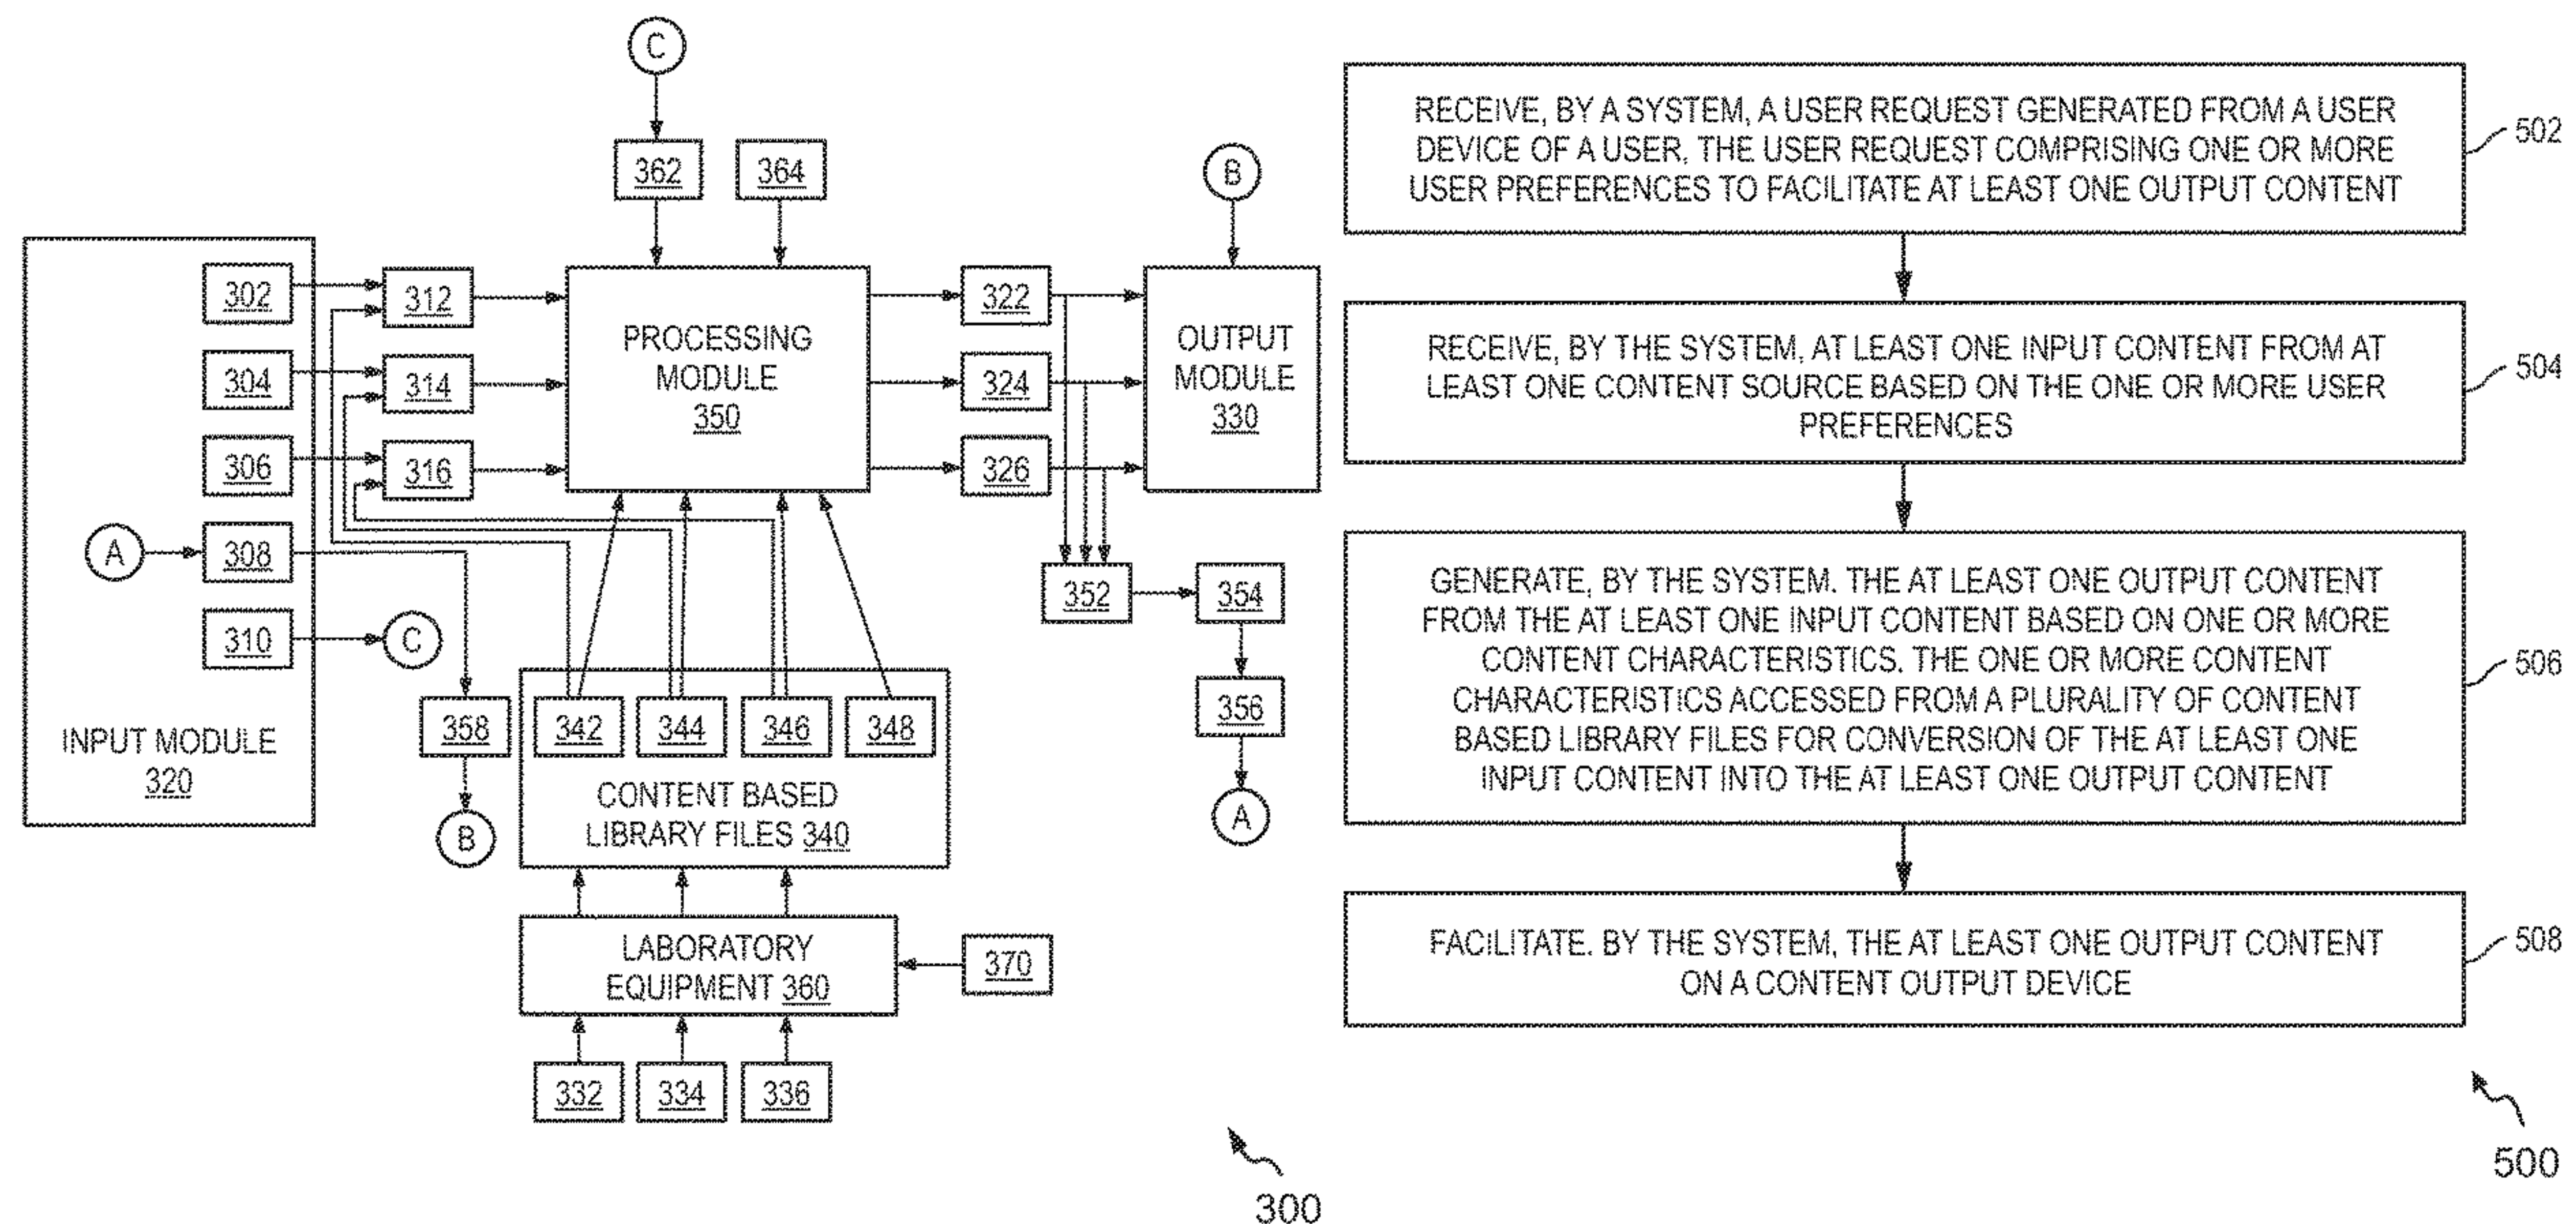 C
362
364
B
302
304
306
A
308
310
C
INPUT MODULE
320
312
314
316
PROCESSING
MODULE
350
322
324
326
OUTPUT
MODULE
330
352
354
356
A
358
B
342
344
346
348
CONTENT BASED
LIBRARY FILES 340
LABORATORY
EQUIPMENT 360
370
332
334
336
300
RECEIVE, BY A SYSTEM, A USER REQUEST GENERATED FROM A USER
DEVICE OF A USER, THE USER REQUEST COMPRISING ONE OR MORE
USER PREFERENCES TO FACILITATE AT LEAST ONE OUTPUT CONTENT
502
RECEIVE, BY THE SYSTEM, AT LEAST ONE INPUT CONTENT FROM AT
LEAST ONE CONTENT SOURCE BASED ON THE ONE OR MORE USER
PREFERENCES
504
GENERATE, BY THE SYSTEM. THE AT LEAST ONE OUTPUT CONTENT
FROM THE AT LEAST ONE INPUT CONTENT BASED ON ONE OR MORE
CONTENT CHARACTERISTICS. THE ONE OR MORE CONTENT
CHARACTERISTICS ACCESSED FROM A PLURALITY OF CONTENT
BASED LIBRARY FILES FOR CONVERSION OF THE AT LEAST ONE
INPUT CONTENT INTO THE AT LEAST ONE OUTPUT CONTENT
506
FACILITATE. BY THE SYSTEM, THE AT LEAST ONE OUTPUT CONTENT
ON A CONTENT OUTPUT DEVICE
508
500